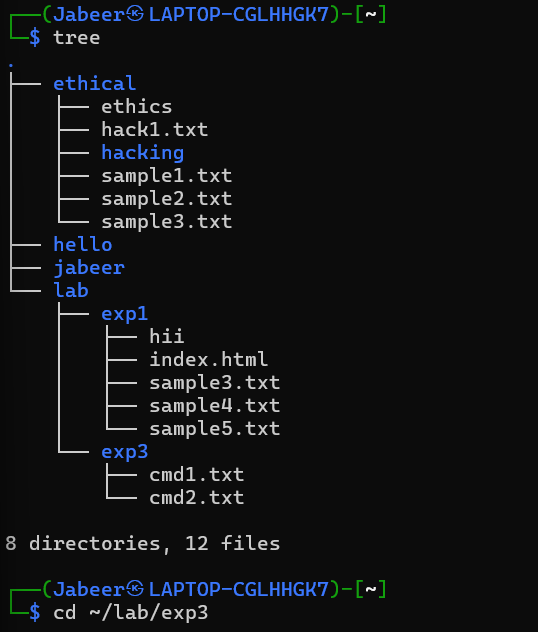 ┌──(Jabeer㉿LAPTOP-CGLHHGK7)-[~]
└─$ tree
.
├── ethical
│   ├── ethics
│   ├── hack1.txt
│   ├── hacking
│   ├── sample1.txt
│   ├── sample2.txt
│   └── sample3.txt
├── hello
├── jabeer
└── lab
    ├── exp1
    │   ├── hii
    │   ├── index.html
    │   ├── sample3.txt
    │   ├── sample4.txt
    │   └── sample5.txt
    └── exp3
        ├── cmd1.txt
        └── cmd2.txt

8 directories, 12 files

┌──(Jabeer㉿LAPTOP-CGLHHGK7)-[~]
└─$ cd ~/lab/exp3